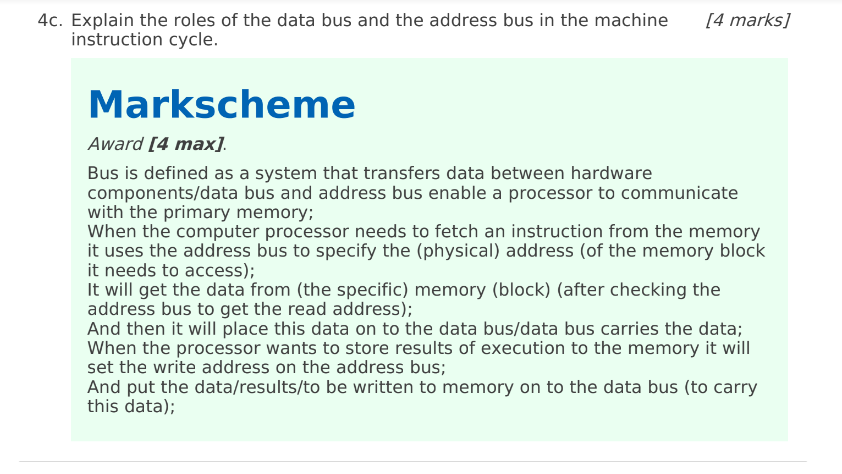 4c. Explain the roles of the data bus and the address bus in the machine [4 marks]
instruction cycle.
Markscheme
Award [4 max].
Bus is defined as a system that transfers data between hardware
components/data bus and address bus enable a processor to communicate
with the primary memory;
When the computer processor needs to fetch an instruction from the memory
it uses the address bus to specify the (physical) address (of the memory block
it needs to access);
It will get the data from (the specific) memory (block) (after checking the
address bus to get the read address);
And then it will place this data on to the data bus/data bus carries the data;
When the processor wants to store results of execution to the memory it will
set the write address on the address bus;
And put the data/results/to be written to memory on to the data bus (to carry
this data);